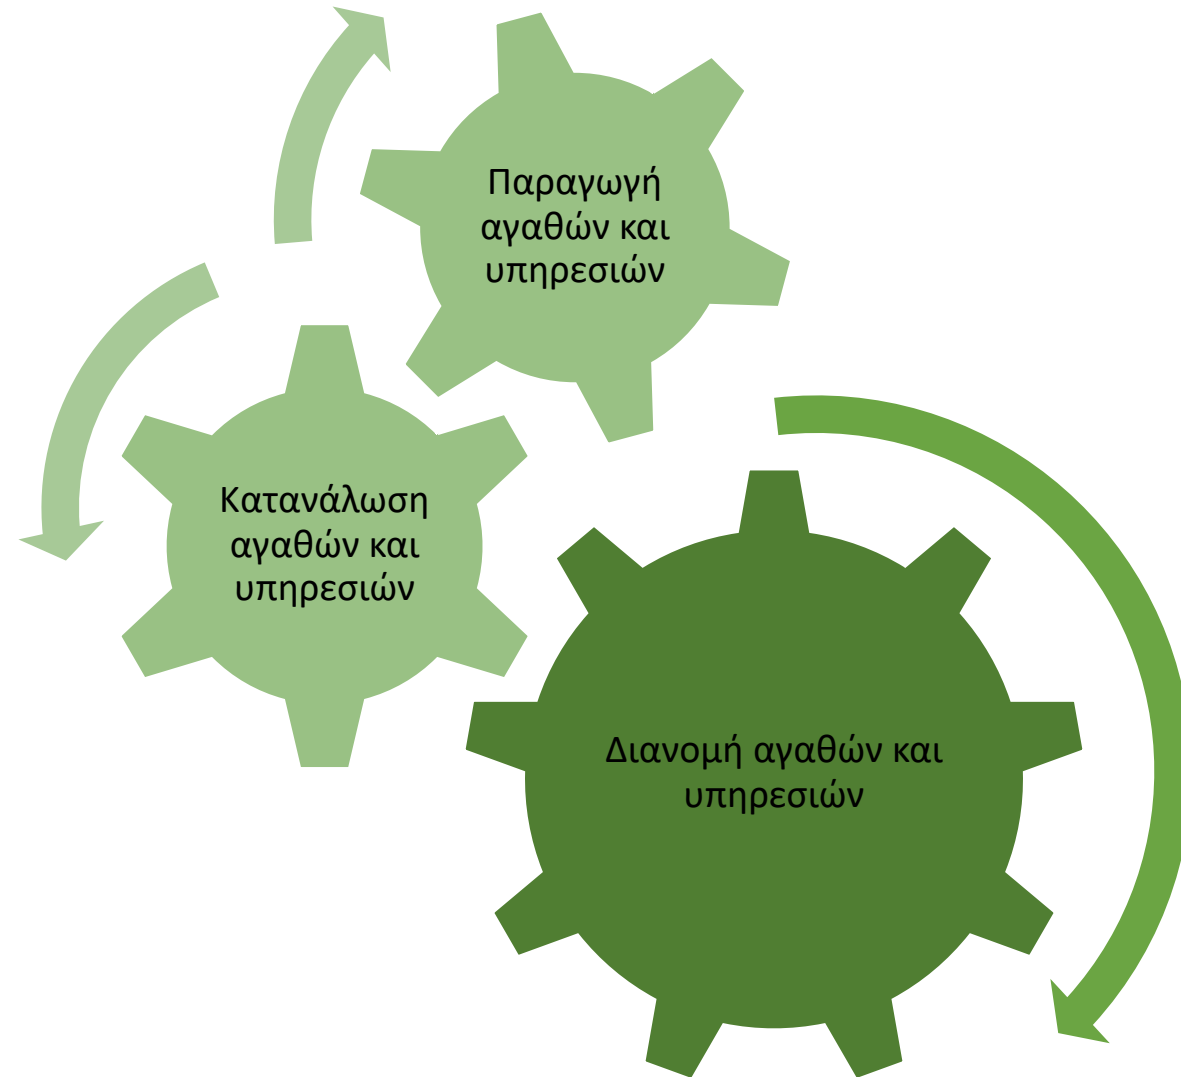 Παραγωγή
αγαθών και
υπηρεσιών
Κατανάλωση
αγαθών και
υπηρεσιών
Διανομή αγαθών και
υπηρεσιών